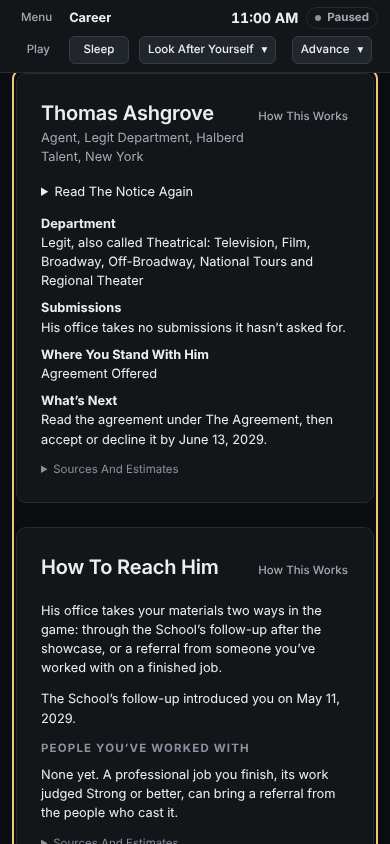 Menu Career 11:00 AM Paused
Play Sleep Look After Yourself ▾ Advance ▾
Thomas Ashgrove How This Works
Agent, Legit Department, Halberd
Talent, New York
▶ Read The Notice Again
Department
Legit, also called Theatrical: Television, Film,
Broadway, Off-Broadway, National Tours and
Regional Theater
Submissions
His office takes no submissions it hasn’t asked for.
Where You Stand With Him
Agreement Offered
What’s Next
Read the agreement under The Agreement, then
accept or decline it by June 13, 2029.
▶ Sources And Estimates
How To Reach Him How This Works
His office takes your materials two ways in the
game: through the School’s follow-up after the
showcase, or a referral from someone you’ve
worked with on a finished job.
The School’s follow-up introduced you on May 11,
2029.
PEOPLE YOU’VE WORKED WITH
None yet. A professional job you finish, its work
judged Strong or better, can bring a referral from
the people who cast it.
▶ Sources And Estimates